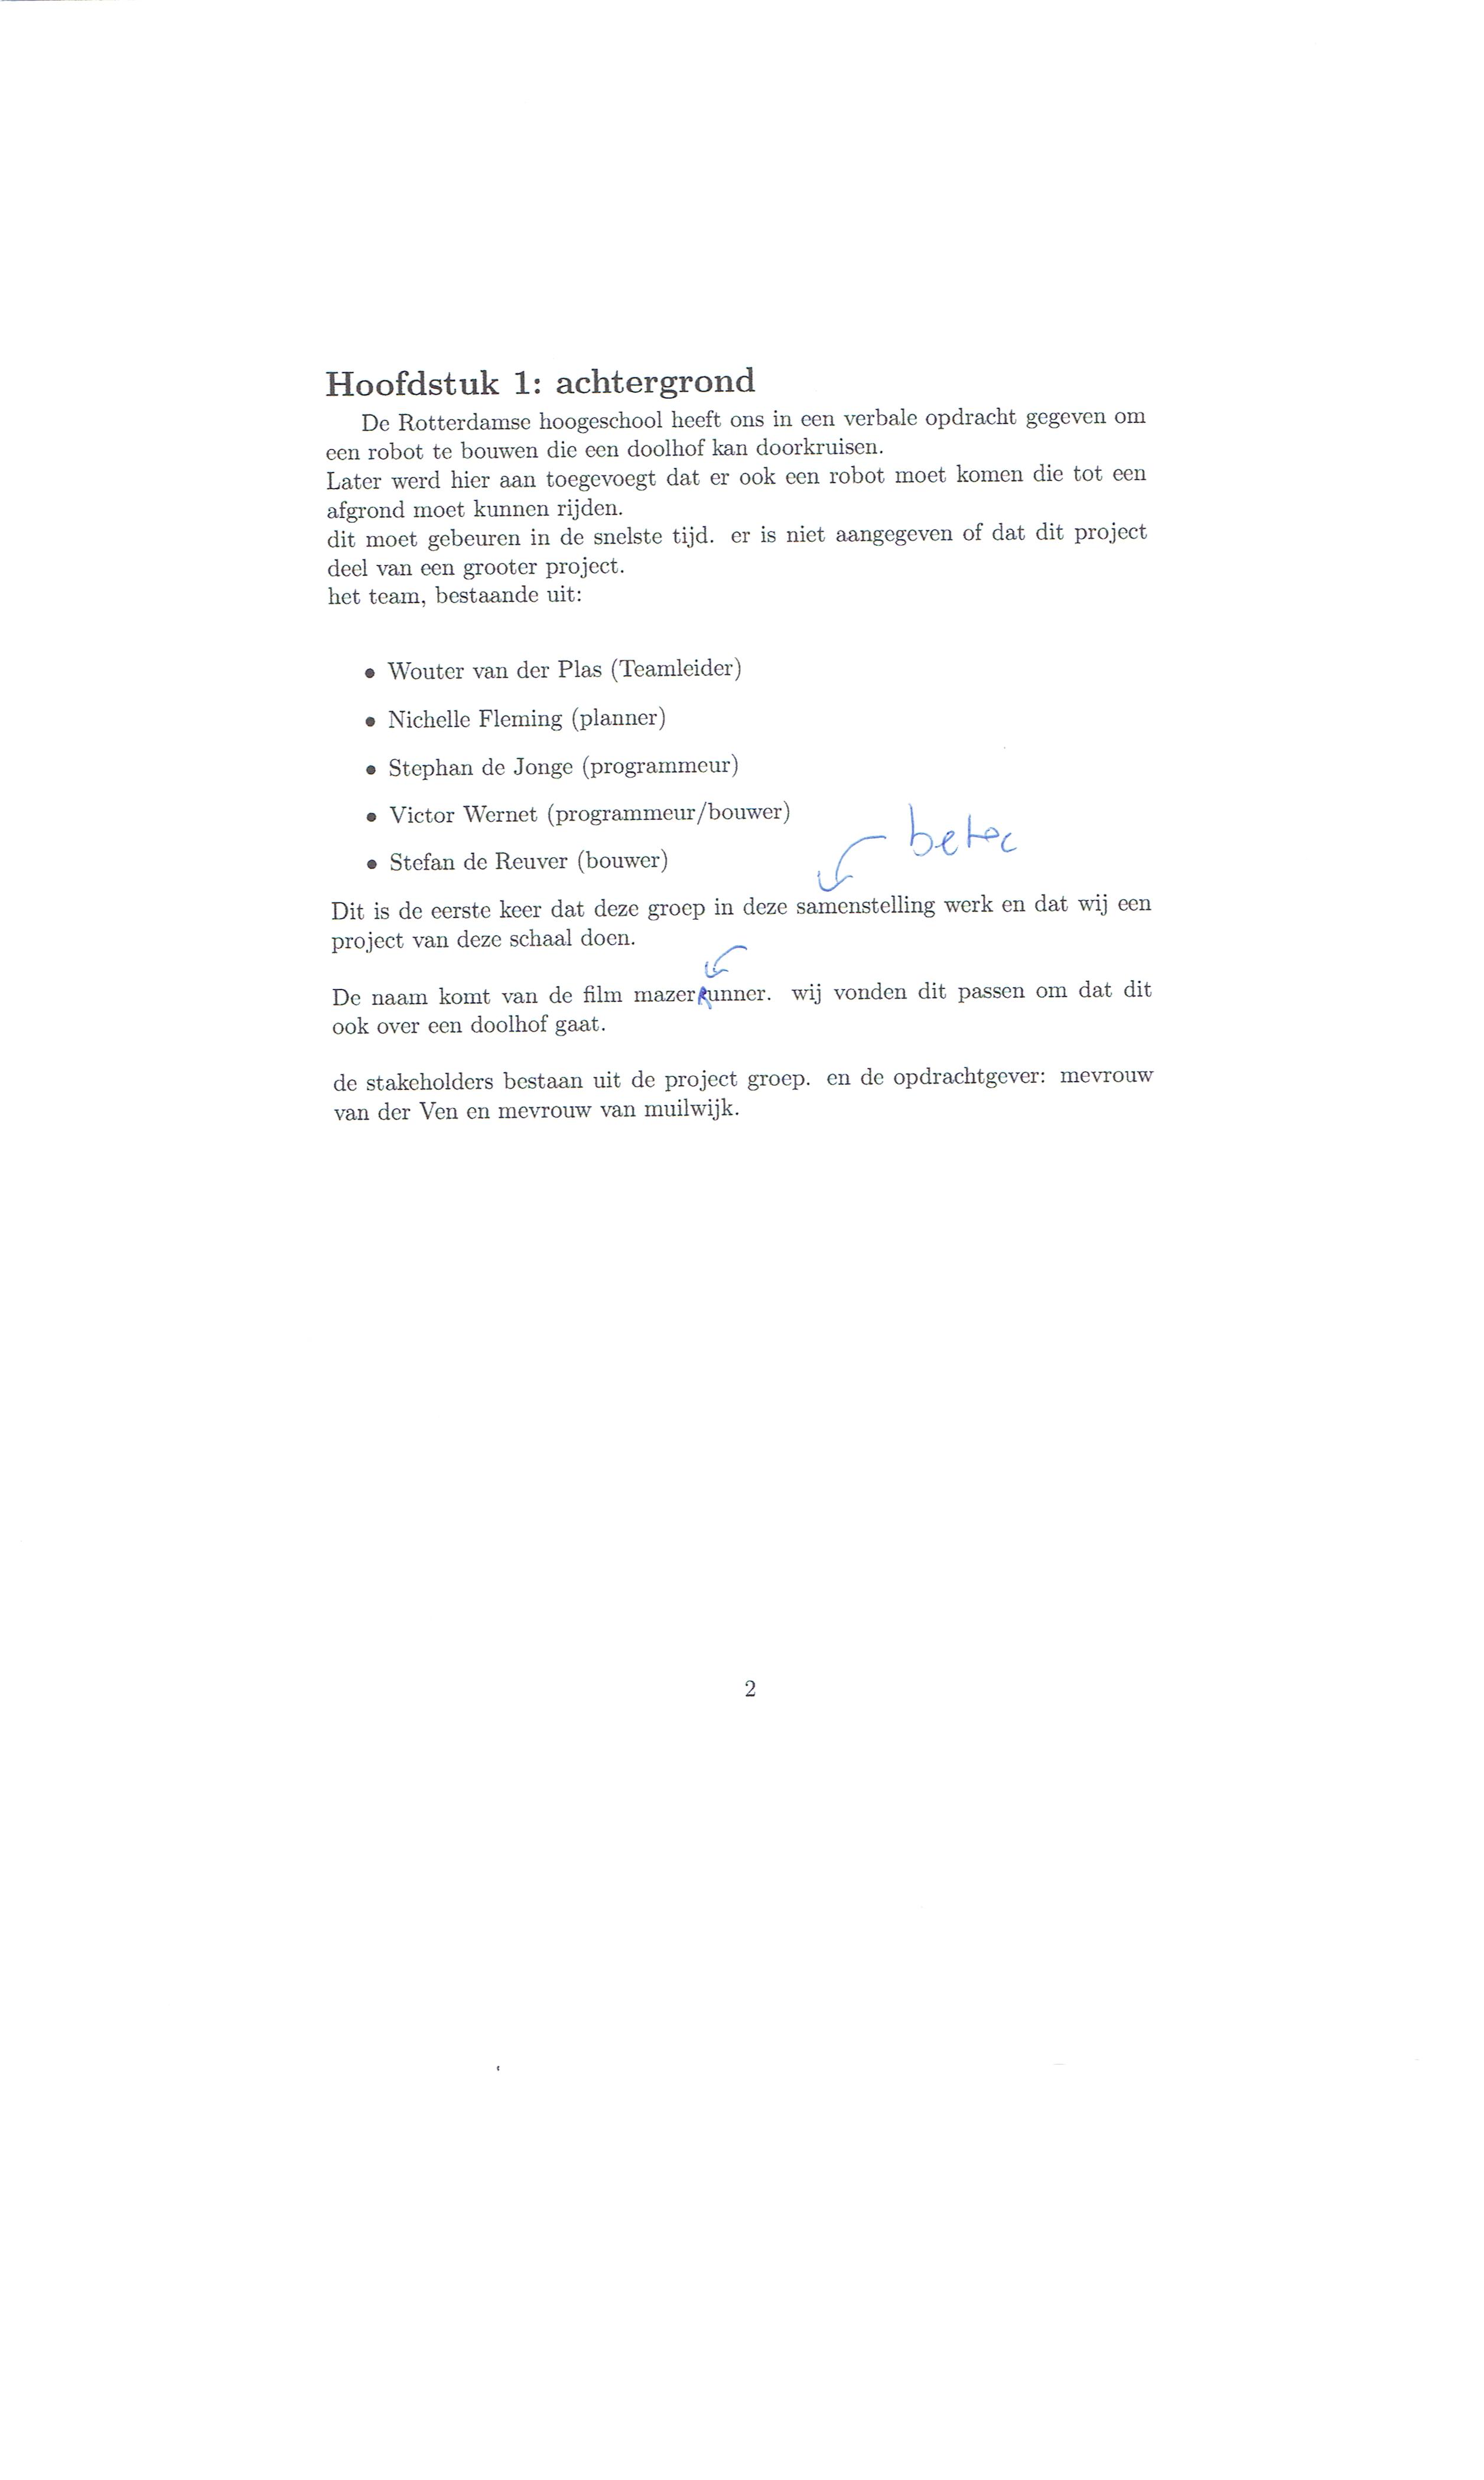 Hoofdstuk 1: achtergrond
De Rotterdamse hoogeschool heeft ons in een verbale opdracht gegeven om
een robot te bouwen die een doolhof kan doorkruisen.
Later werd hier aan toegevoegt dat er ook een robot moet komen die tot een
afgrond moet kunnen rijden.
dit moet gebeuren in de snelste tijd. er is niet aangegeven of dat dit project
deel van een grooter project.
het team, bestaande uit:
• Wouter van der Plas (Teamleider)
• Nichelle Fleming (planner)
• Stephan de Jonge (programmeur)
• Victor Wernet (programmeur/bouwer)
• Stefan de Reuver (bouwer)
Dit is de eerste keer dat deze groep in deze samenstelling werk en dat wij een
project van deze schaal doen.
De naam komt van de film mazerRunner. wij vonden dit passen om dat dit
ook over een doolhof gaat.
de stakeholders bestaan uit de project groep. en de opdrachtgever: mevrouw
van der Ven en mevrouw van muilwijk.
2